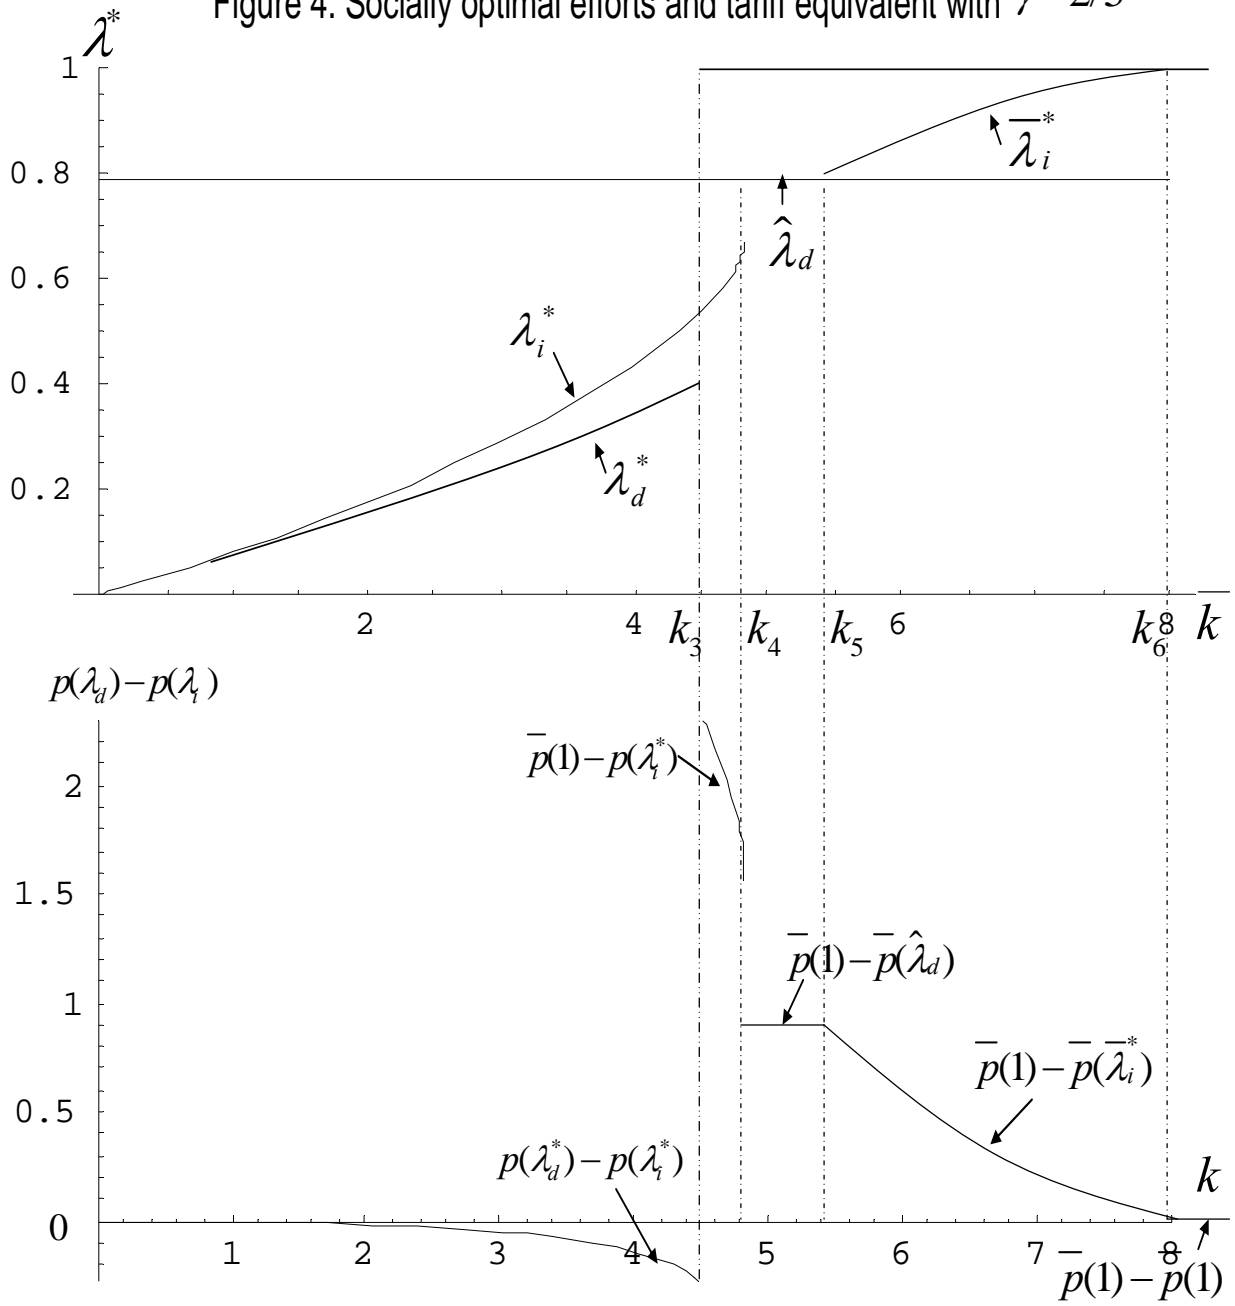 Figure 4. Socially optimal efforts and tariff equivalent with
λ*
1
λ̅ᵢ*
0.8
λ̂_d
0.6
λᵢ*
0.4
λ_d*
0.2
2 4 k₃ k₄ k₅ 6 k₆ 8 k̅
p(λ_d) − p(λᵢ)
p̅(1) − p(λᵢ*)
2
1.5
p̅(1) − p̅(λ̂_d)
1
p̅(1) − p̅(λ̅ᵢ*)
0.5
p(λ_d*) − p(λᵢ*)
k
0
1 2 3 4 5 6 7 8
p̅(1) − p̅(1)